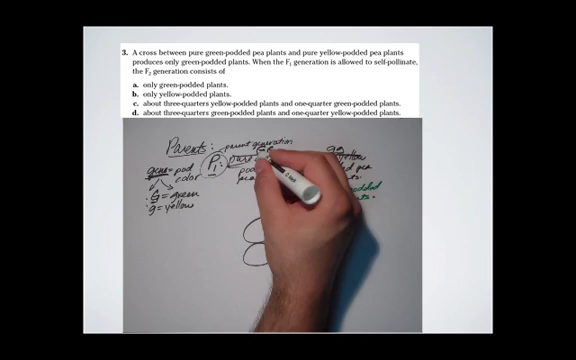 3. A cross between pure green-podded pea plants and pure yellow-podded pea plants
produces only green-podded plants. When the F₁ generation is allowed to self-pollinate,
the F₂ generation consists of
a. only green-podded plants.
b. only yellow-podded plants.
c. about three-quarters yellow-podded plants and one-quarter green-podded plants.
d. about three-quarters green-podded plants and one-quarter yellow-podded plants.
Parents: parent generation
gene = pod color
P₁: pure
gg
yellow
G = green
g = yellow